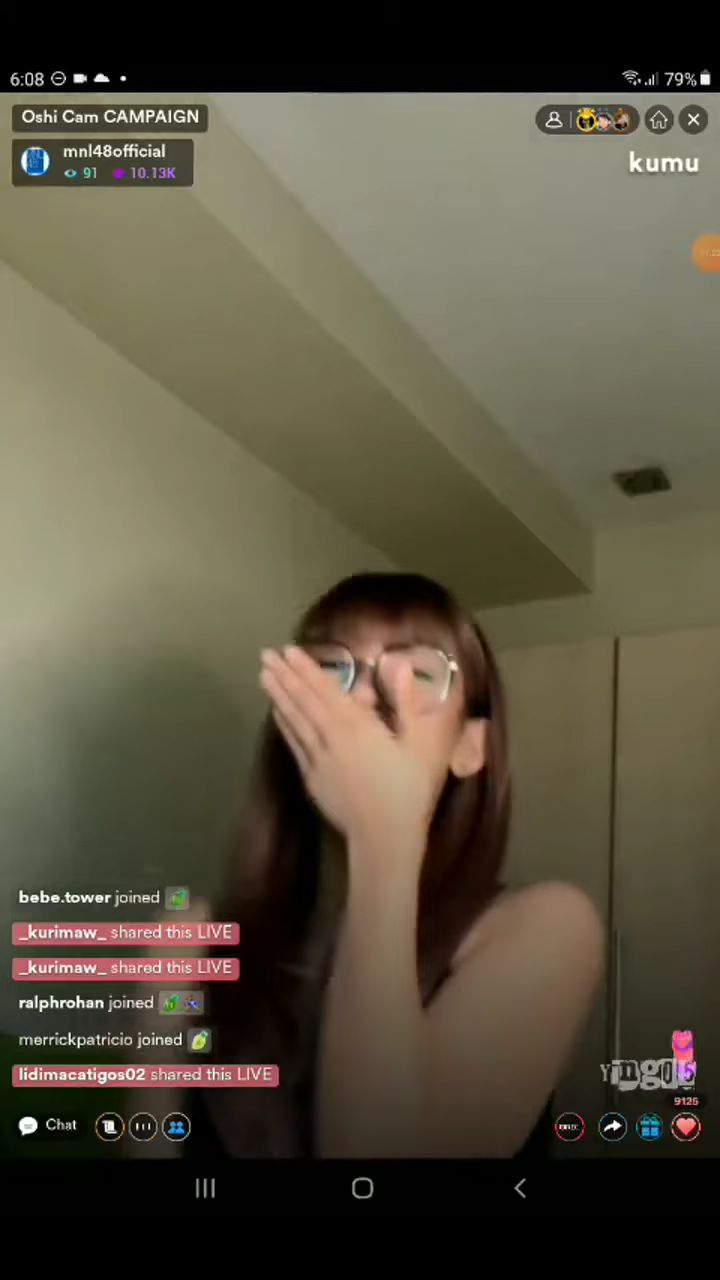 6:08
79%
Oshi Cam CAMPAIGN
mnl48official
91 10.13K
kumu
bebe.tower joined
_kurimaw_ shared this LIVE
_kurimaw_ shared this LIVE
ralphrohan joined
merrickpatricio joined
lidimacatigos02 shared this LIVE
9125
Chat